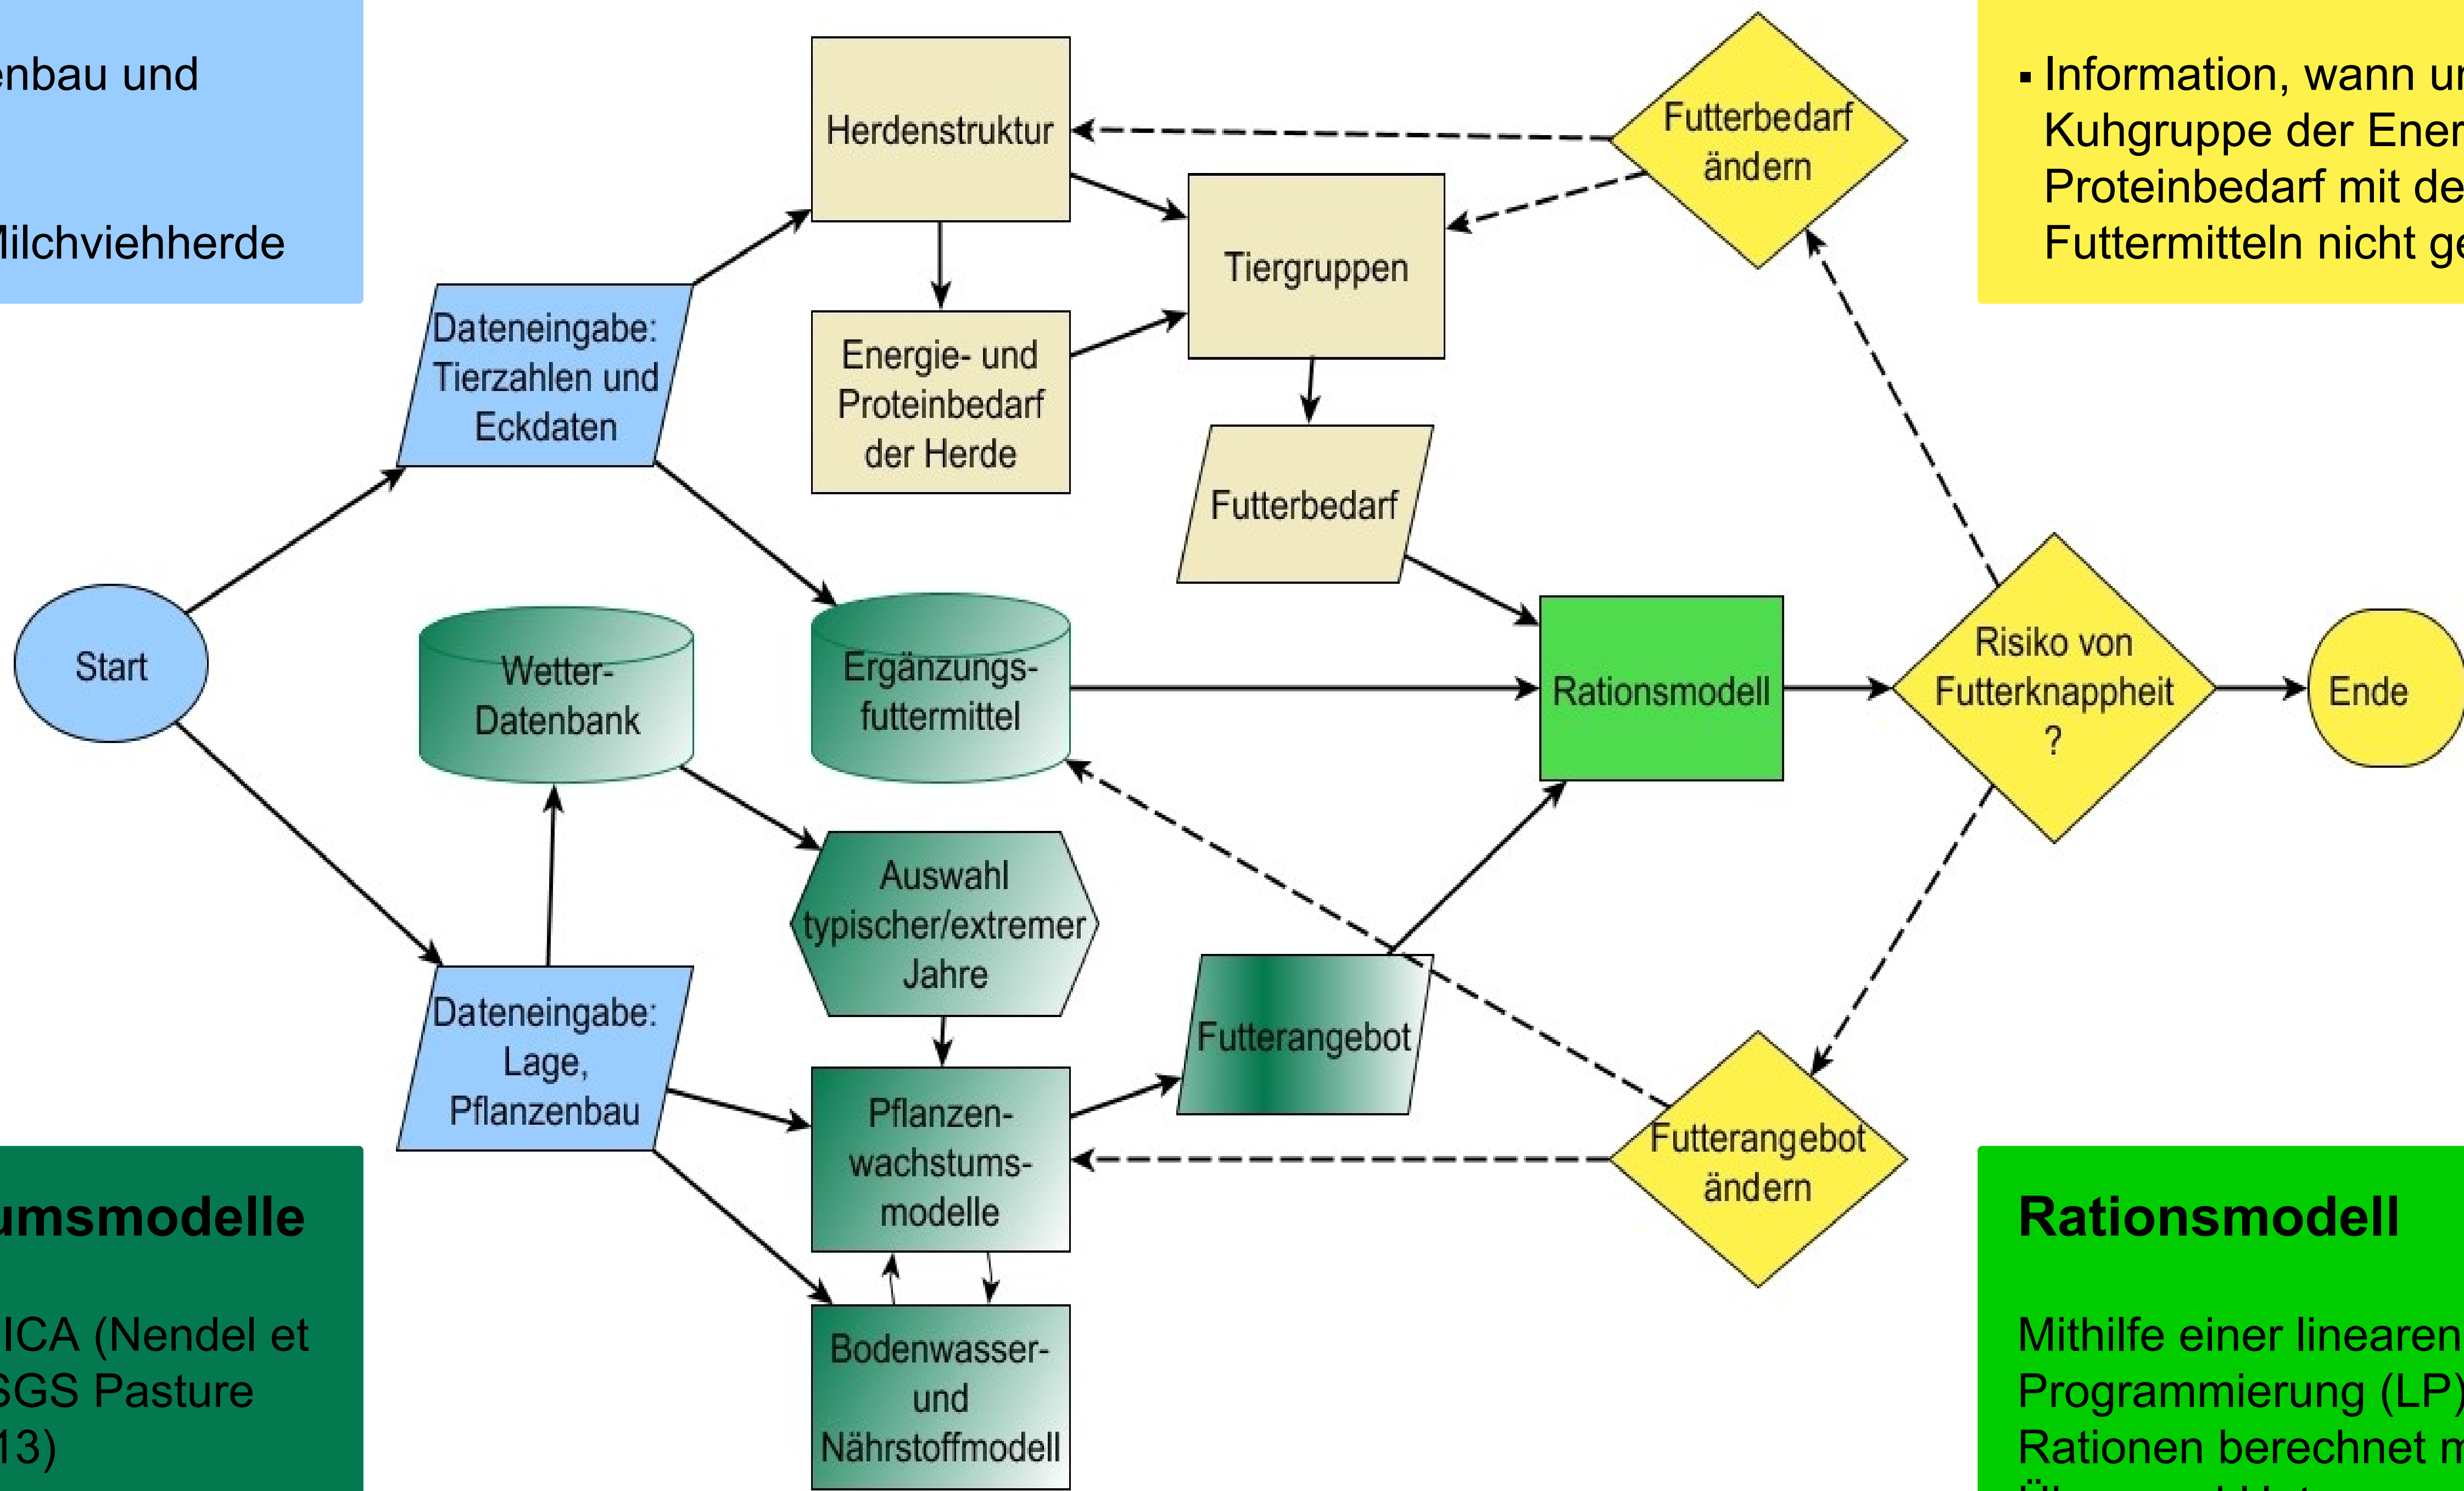 enbau und
Milchviehherde
▪ Information, wann
Kuhgruppe der
Proteinbedarf mit
Futtermitteln nicht
Herdenstruktur
Futterbedarf
ändern
Tiergruppen
Dateneingabe:
Tierzahlen und
Eckdaten
Energie- und
Proteinbedarf
der Herde
Futterbedarf
Start
Wetter-
Datenbank
Ergänzungs-
futtermittel
Rationsmodell
Risiko von
Futterknappheit
?
Ende
Auswahl
typischer/extremer
Jahre
Dateneingabe:
Lage,
Pflanzenbau
Futterangebot
Pflanzen-
wachstums-
modelle
Futterangebot
ändern
Bodenwasser-
und
Nährstoffmodell
umsmodelle
ICA (Nendel et
SGS Pasture
13)
Rationsmodell
Mithilfe einer linearen
Programmierung (LP)
Rationen berechnet